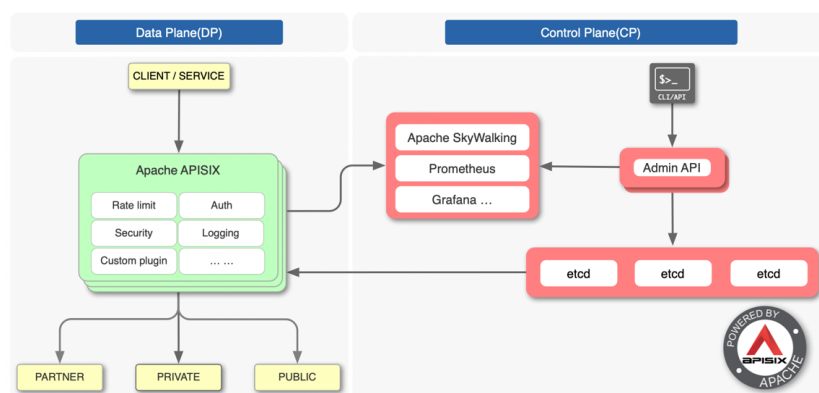 Data Plane(DP)
Control Plane(CP)
CLIENT / SERVICE
$>_
CLI/API
Apache APISIX
Rate limit
Auth
Security
Logging
Custom plugin
... ...
Apache SkyWalking
Prometheus
Grafana ...
Admin API
etcd
etcd
etcd
PARTNER
PRIVATE
PUBLIC
POWERED BY
APISIX
APACHE